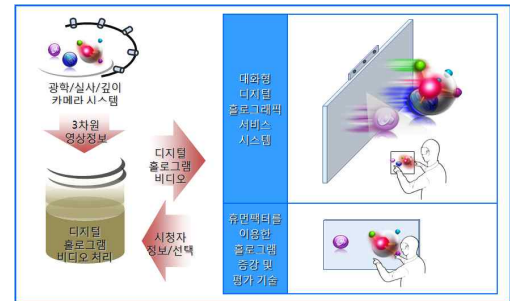 광학/실사/깊이
카메라 시스템
3차원
영상정보
디지털
홀로그램
비디오
디지털
홀로그램
비디오 처리
시청자
정보/선택
대화형
디지털
홀로그래픽
서비스
시스템
휴먼팩터를
이용한
홀로그램
증강 및
평가 기술